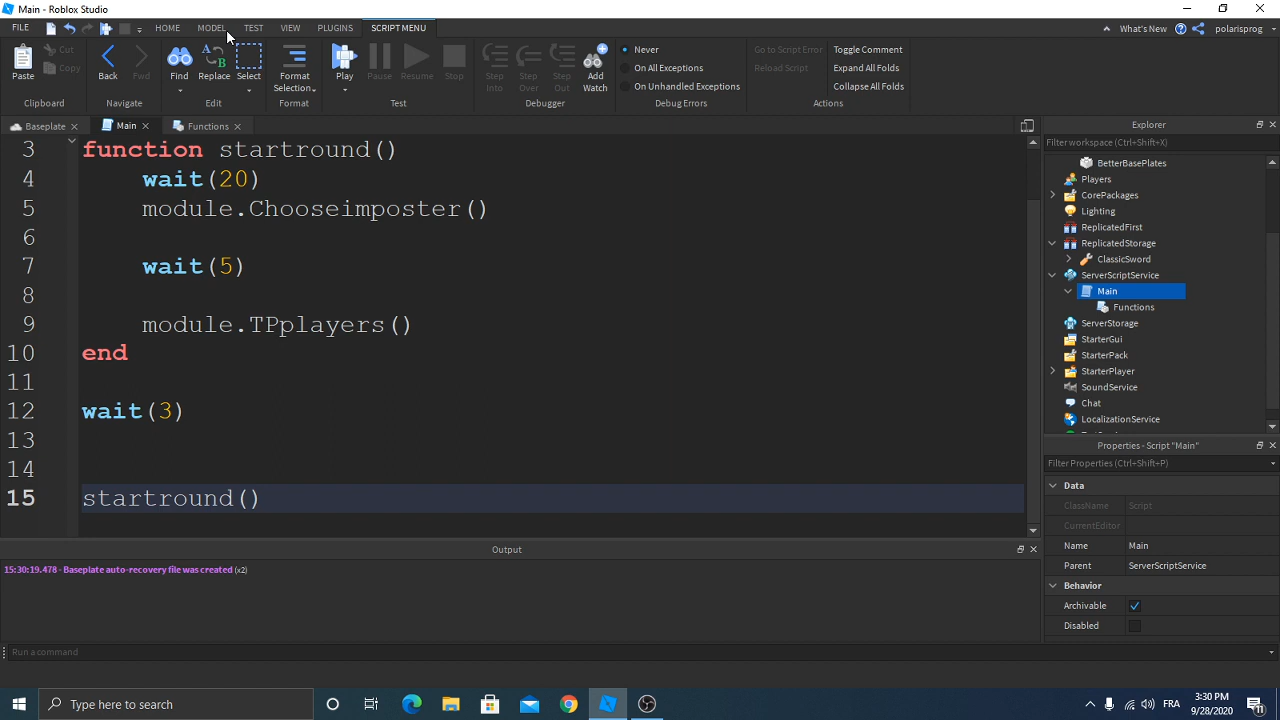 Main - Roblox Studio
FILE HOME MODEL TEST VIEW PLUGINS SCRIPT MENU What's New polarisprog
Paste Cut Copy Back Fwd Find Replace Select Format Selection Play Pause Resume Stop Step Into Step Over Step Out Add Watch
Never
On All Exceptions
On Unhandled Exceptions
Go to Script Error
Reload Script
Toggle Comment
Expand All Folds
Collapse All Folds
Clipboard Navigate Edit Format Test Debugger Debug Errors Actions
Baseplate Main Functions
3 function startround()
4 wait(20)
5 module.Chooseimposter()
6
7 wait(5)
8
9 module.TPplayers()
10 end
11
12 wait(3)
13
14
15 startround()
Output
15:30:19.478 - Baseplate auto-recovery file was created (x2)
Run a command
Explorer
Filter workspace (Ctrl+Shift+X)
BetterBasePlates
Players
CorePackages
Lighting
ReplicatedFirst
ReplicatedStorage
ClassicSword
ServerScriptService
Main
Functions
ServerStorage
StarterGui
StarterPack
StarterPlayer
SoundService
Chat
LocalizationService
Properties - Script "Main"
Filter Properties (Ctrl+Shift+P)
Data
ClassName Script
CurrentEditor
Name Main
Parent ServerScriptService
Behavior
Archivable
Disabled
Type here to search
FRA
3:30 PM
9/28/2020
11